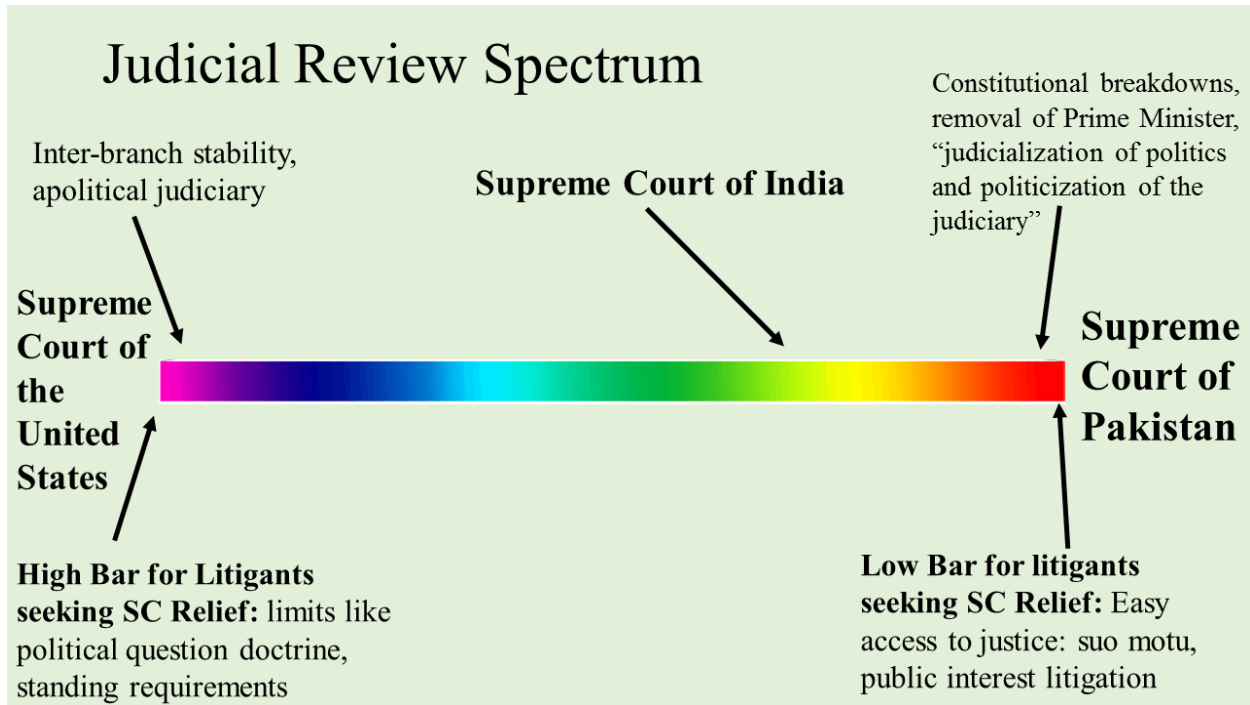 Judicial Review Spectrum
Inter-branch stability,
apolitical judiciary
Supreme Court of India
Constitutional breakdowns,
removal of Prime Minister,
“judicialization of politics
and politicization of the
judiciary”
Supreme
Court of
the
United
States
Supreme
Court of
Pakistan
High Bar for Litigants
seeking SC Relief: limits like
political question doctrine,
standing requirements
Low Bar for litigants
seeking SC Relief: Easy
access to justice: suo motu,
public interest litigation